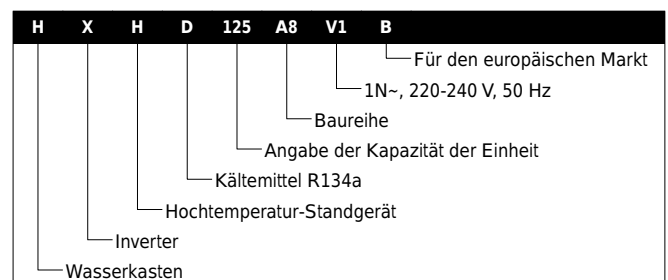 H X H D 125 A8 V1 B
Für den europäischen Markt
1N~, 220-240 V, 50 Hz
Baureihe
Angabe der Kapazität der Einheit
Kältemittel R134a
Hochtemperatur-Standgerät
Inverter
Wasserkasten